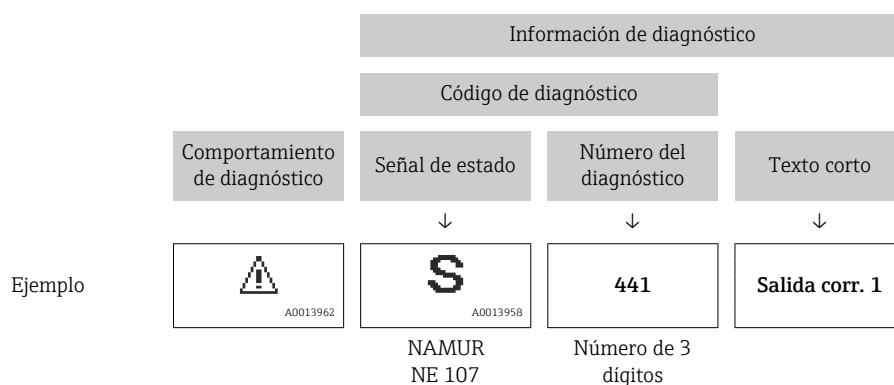 Información de diagnóstico
Código de diagnóstico
Comportamiento
de diagnóstico
Señal de estado
Número del
diagnóstico
Texto corto
↓
↓
↓
Ejemplo
A0013962
S
A0013958
441
Salida corr. 1
NAMUR
NE 107
Número de 3
dígitos